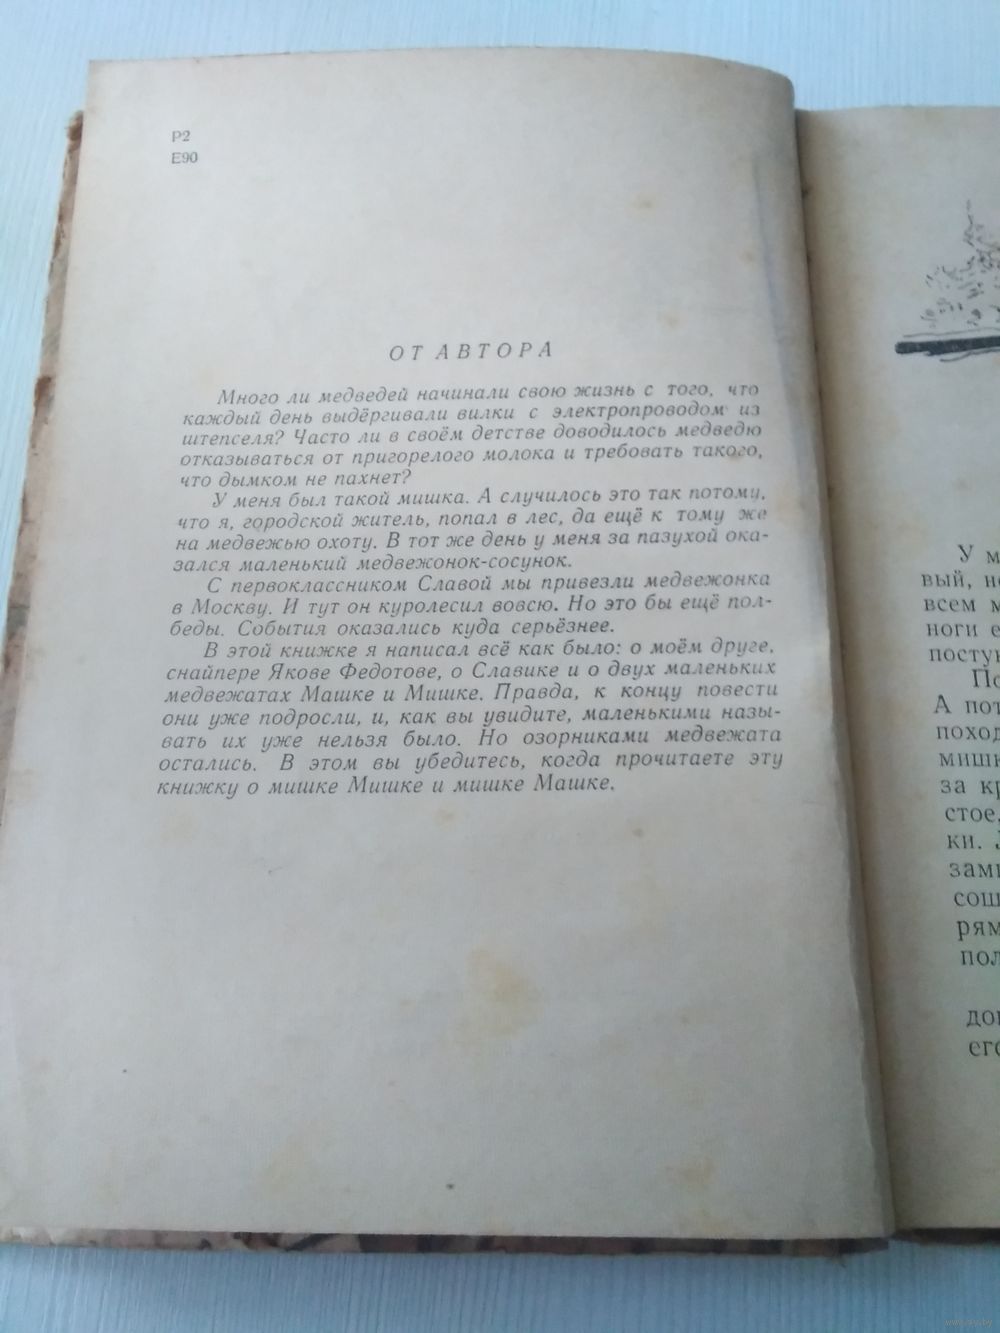 Р2
Е90
ОТ АВТОРА
Много ли медведей начинали свою жизнь с того, что
каждый день выдёргивали вилки с электропроводом из
штепселя? Часто ли в своём детстве доводилось медведю
отказываться от пригорелого молока и требовать такого,
что дымком не пахнет?
У меня был такой мишка. А случилось это так потому,
что я, городской житель, попал в лес, да ещё к тому же
на медвежью охоту. В тот же день у меня за пазухой ока-
зался маленький медвежонок-сосунок.
С первоклассником Славой мы привезли медвежонка
в Москву. И тут он куролесил вовсю. Но это бы ещё пол-
беды. События оказались куда серьёзнее.
В этой книжке я написал всё как было: о моём друге,
снайпере Якове Федотове, о Славике и о двух маленьких
медвежатах Машке и Мишке. Правда, к концу повести
они уже подросли, и, как вы увидите, маленькими назы-
вать их уже нельзя было. Но озорниками медвежата
остались. В этом вы убедитесь, когда прочитаете эту
книжку о мишке Мишке и мишке Машке.
У м
вый, не
всем м
ноги е
посту
По
А пот
поход
мишк
за кр
стое,
ки.
зами
сош
рям
пол
дог
его